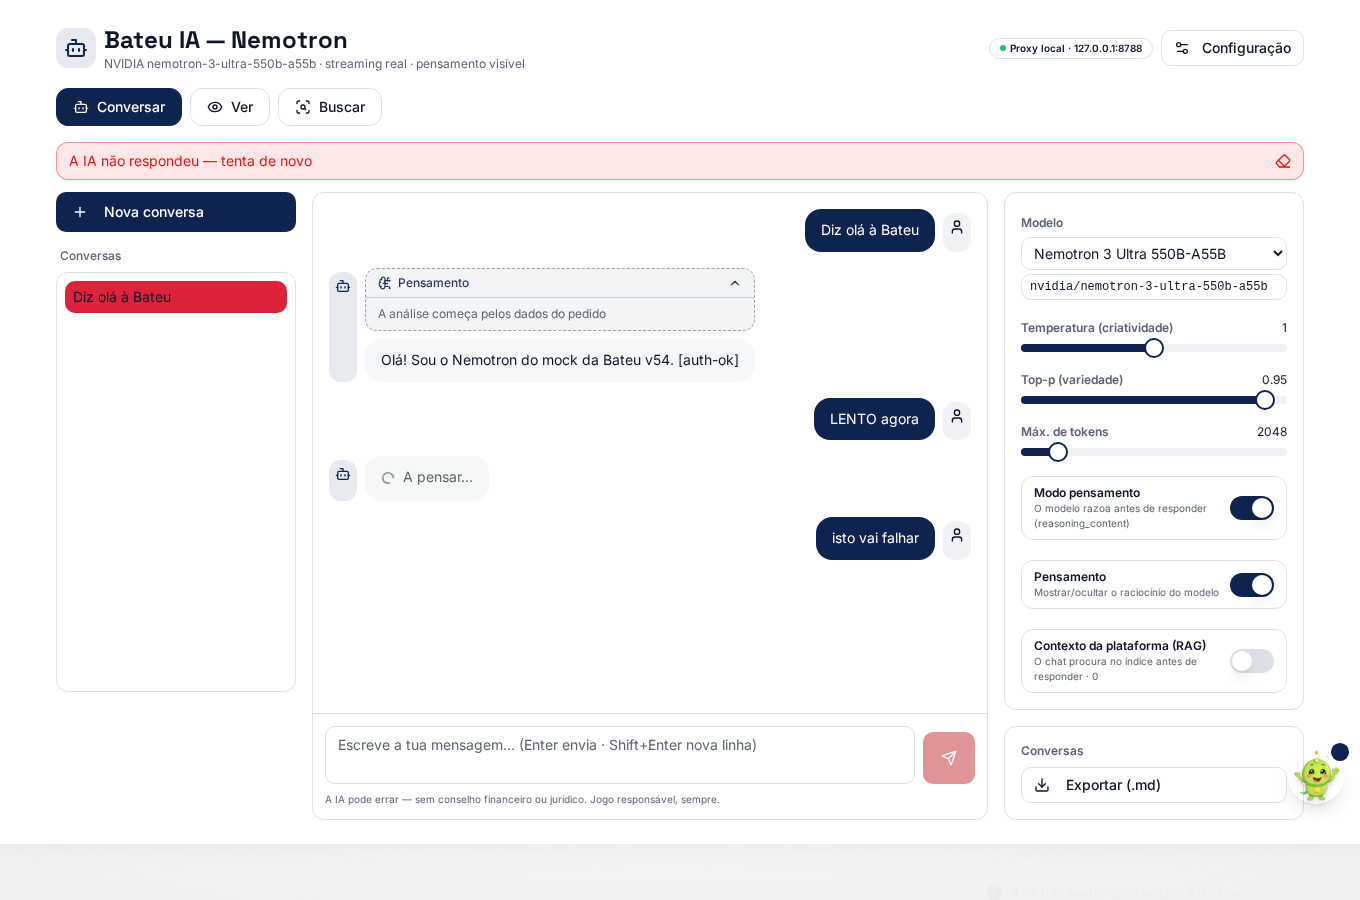 Bateu IA — Nemotron
NVIDIA nemotron-3-ultra-550b-a55b · streaming real · pensamento visível
Proxy local · 127.0.0.1:8788
Configuração
Conversar
Ver
Buscar
A IA não respondeu — tenta de novo
Nova conversa
Conversas
Diz olá à Bateu
Diz olá à Bateu
Pensamento
A análise começa pelos dados do pedido
Olá! Sou o Nemotron do mock da Bateu v54. [auth-ok]
LENTO agora
A pensar...
isto vai falhar
Escreve a tua mensagem... (Enter envia · Shift+Enter nova linha)
A IA pode errar — sem conselho financeiro ou jurídico. Jogo responsável, sempre.
Modelo
Nemotron 3 Ultra 550B-A55B
nvidia/nemotron-3-ultra-550b-a55b
Temperatura (criatividade) 1
Top-p (variedade) 0.95
Máx. de tokens 2048
Modo pensamento
O modelo razoa antes de responder
(reasoning_content)
Pensamento
Mostrar/ocultar o raciocínio do modelo
Contexto da plataforma (RAG)
O chat procura no índice antes de
responder · 0
Conversas
Exportar (.md)
A IA não respondeu — tenta de novo